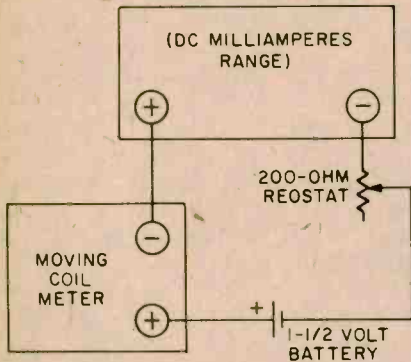 (DC MILLIAMPERES
RANGE)
+
−
200-OHM
REOSTAT
−
MOVING
COIL
METER
+
+
1-1/2 VOLT
BATTERY